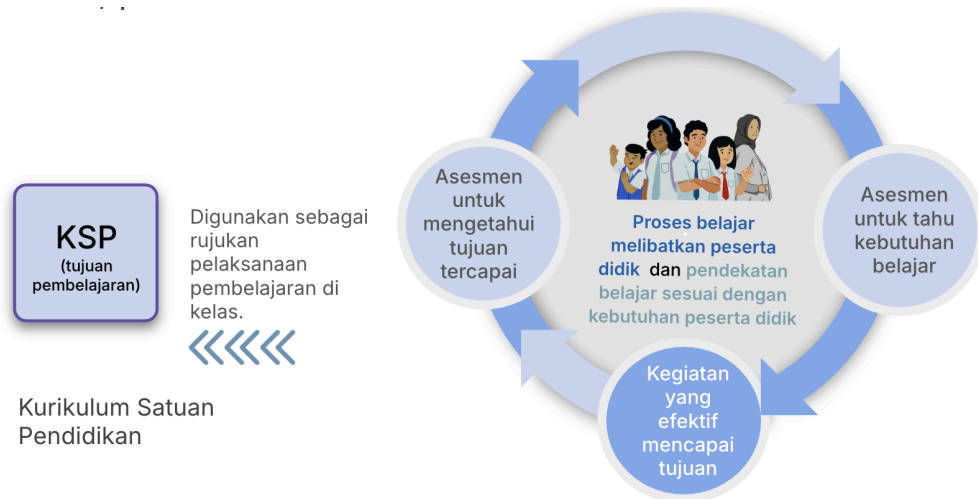 KSP
(tujuan
pembelajaran)
Digunakan sebagai
rujukan
pelaksanaan
pembelajaran di
kelas.
Kurikulum Satuan
Pendidikan
Asesmen
untuk
mengetahui
tujuan
tercapai
Proses belajar
melibatkan peserta
didik dan pendekatan
belajar sesuai dengan
kebutuhan peserta didik
Asesmen
untuk tahu
kebutuhan
belajar
Kegiatan
yang
efektif
mencapai
tujuan